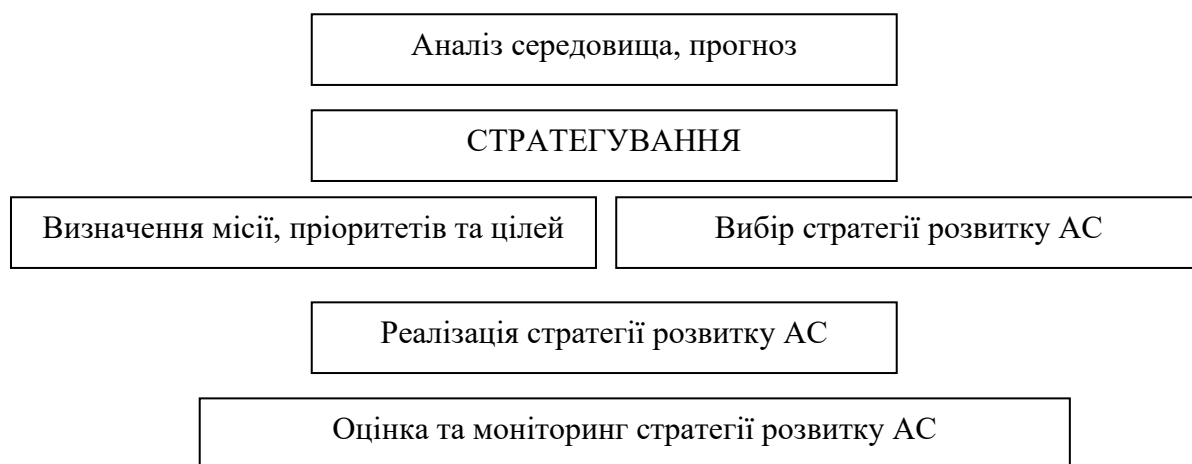 Аналіз середовища, прогноз
СТРАТЕГУВАННЯ
Визначення місії, пріоритетів та цілей
Вибір стратегії розвитку АС
Реалізація стратегії розвитку АС
Оцінка та моніторинг стратегії розвитку АС